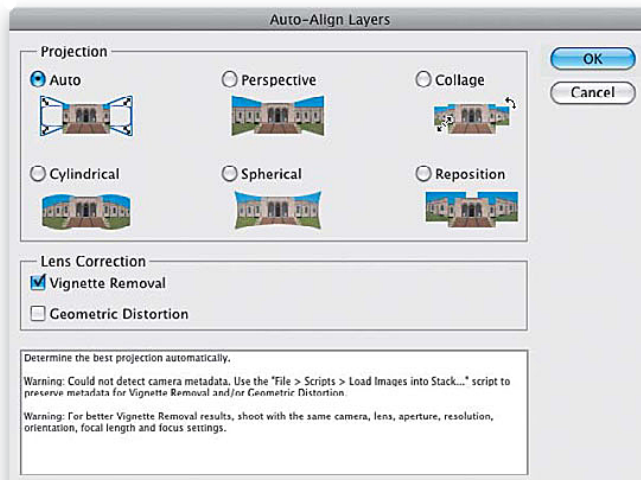 Auto-Align Layers
Projection
Auto
Perspective
Collage
Cylindrical
Spherical
Reposition
OK
Cancel
Lens Correction
Vignette Removal
Geometric Distortion
Determine the best projection automatically.
Warning: Could not detect camera metadata. Use the "File > Scripts > Load Images into Stack..." script to
preserve metadata for Vignette Removal and/or Geometric Distortion.
Warning: For better Vignette Removal results, shoot with the same camera, lens, aperture, resolution,
orientation, focal length and focus settings.